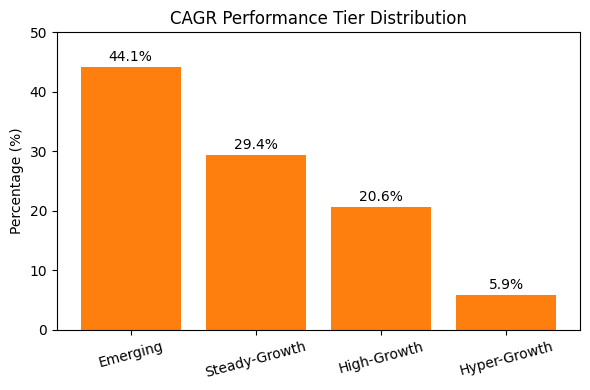 CAGR Performance Tier Distribution
Percentage (%)
50
40
30
20
10
0
44.1%
29.4%
20.6%
5.9%
Emerging
Steady-Growth
High-Growth
Hyper-Growth